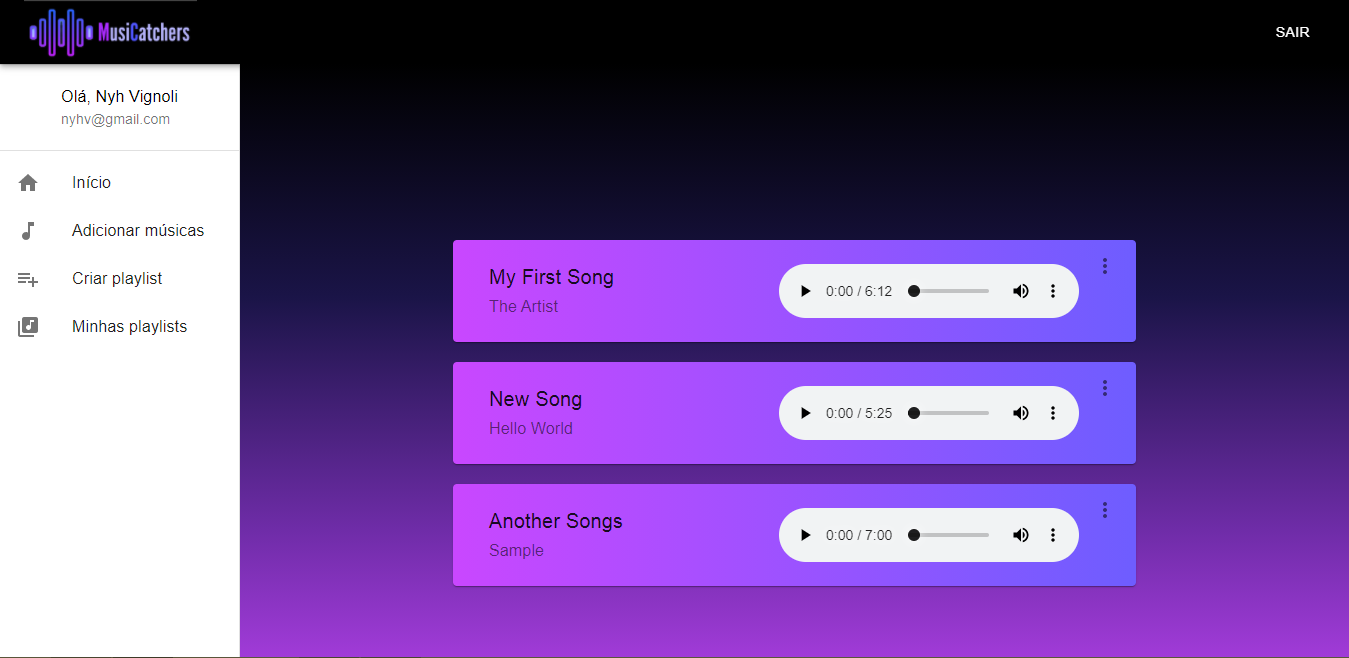 MusiCatchers
SAIR
Olá, Nyh Vignoli
nyhv@gmail.com
Início
Adicionar músicas
Criar playlist
Minhas playlists
My First Song
The Artist
0:00 / 6:12
New Song
Hello World
0:00 / 5:25
Another Songs
Sample
0:00 / 7:00